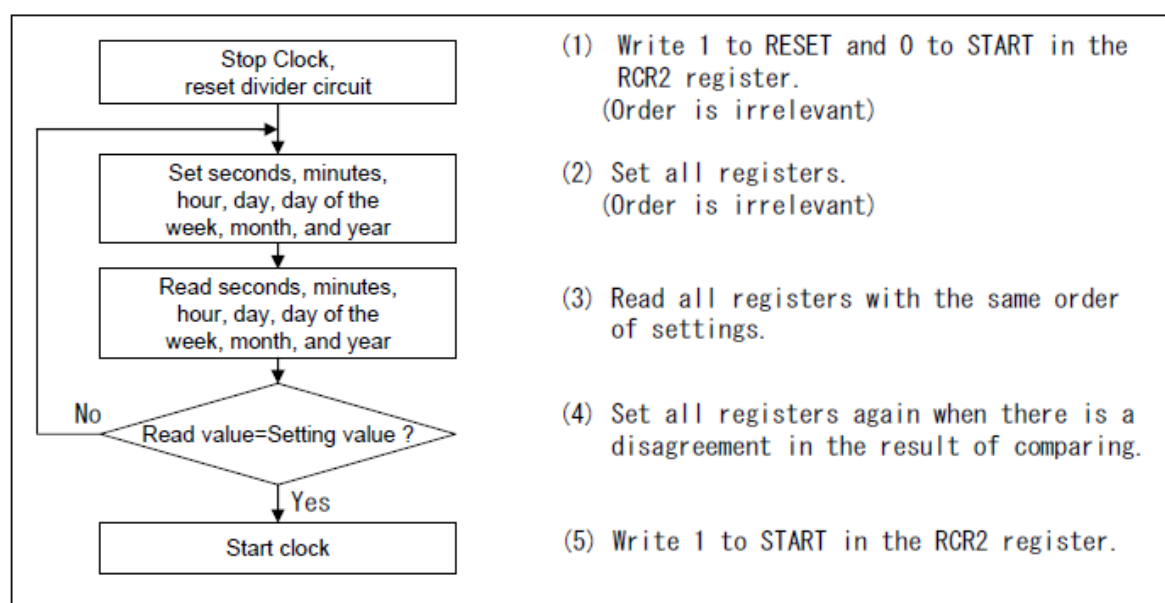 Stop Clock,
reset divider circuit
(1) Write 1 to RESET and 0 to START in the
RCR2 register.
(Order is irrelevant)
Set seconds, minutes,
hour, day, day of the
week, month, and year
(2) Set all registers.
(Order is irrelevant)
Read seconds, minutes,
hour, day, day of the
week, month, and year
(3) Read all registers with the same order
of settings.
No
Read value=Setting value ?
(4) Set all registers again when there is a
disagreement in the result of comparing.
Yes
Start clock
(5) Write 1 to START in the RCR2 register.